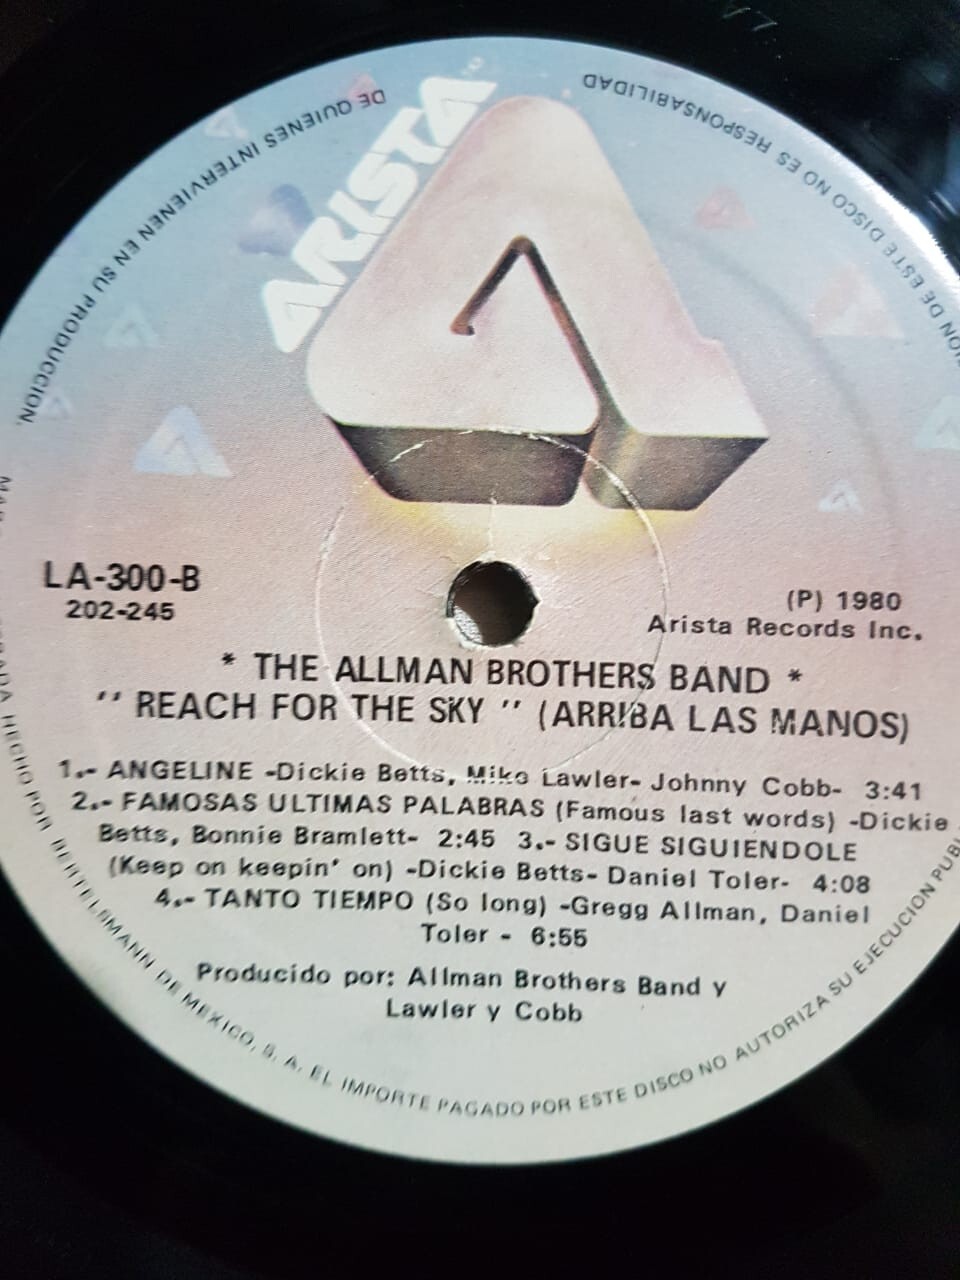 ARISTA
LA-300-B
202-245
(P) 1980
Arista Records Inc.
* THE ALLMAN BROTHERS BAND *
'' REACH FOR THE SKY '' (ARRIBA LAS MANOS)
1.- ANGELINE -Dickie Betts, Mike Lawler- Johnny Cobb- 3:41
2.- FAMOSAS ULTIMAS PALABRAS (Famous last words) -Dickie
Betts, Bonnie Bramlett- 2:45 3.- SIGUE SIGUIENDOLE
(Keep on keepin' on) -Dickie Betts- Daniel Toler- 4:08
4.- TANTO TIEMPO (So long) -Gregg Allman, Daniel
Toler - 6:55
Producido por: Allman Brothers Band y
Lawler y Cobb
HECHO POR BERTELSMANN DE MEXICO, S. A. EL IMPORTE PAGADO POR ESTE DISCO NO AUTORIZA SU EJECUCION
DE ESTE DISCO NO ES RESPONSABILIDAD
DE QUIENES INTERVIENEN EN SU PRODUCCION.